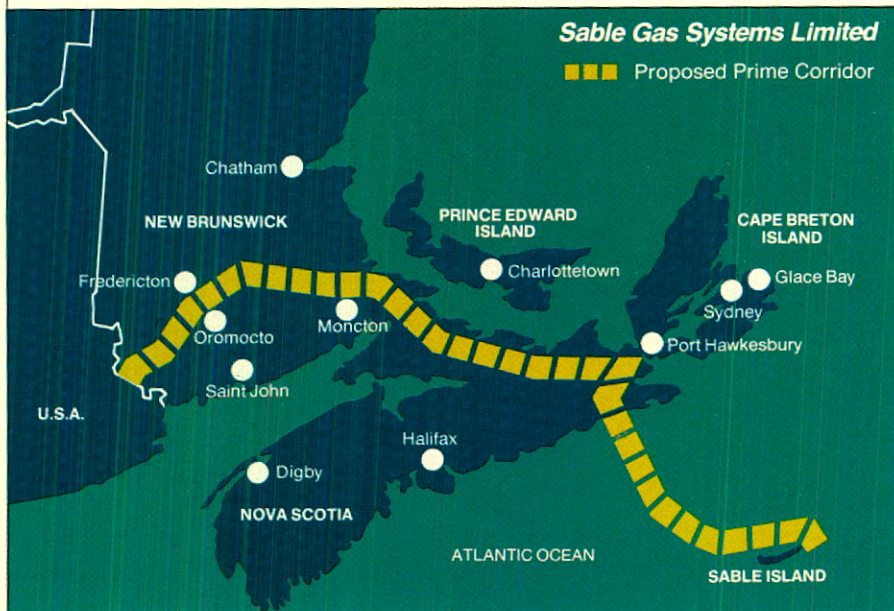 Sable Gas Systems Limited
Proposed Prime Corridor
Chatham
NEW BRUNSWICK
PRINCE EDWARD
ISLAND
CAPE BRETON
ISLAND
Fredericton
Charlottetown
Glace Bay
Sydney
Oromocto
Moncton
Port Hawkesbury
Saint John
U.S.A.
Halifax
Digby
NOVA SCOTIA
ATLANTIC OCEAN
SABLE ISLAND